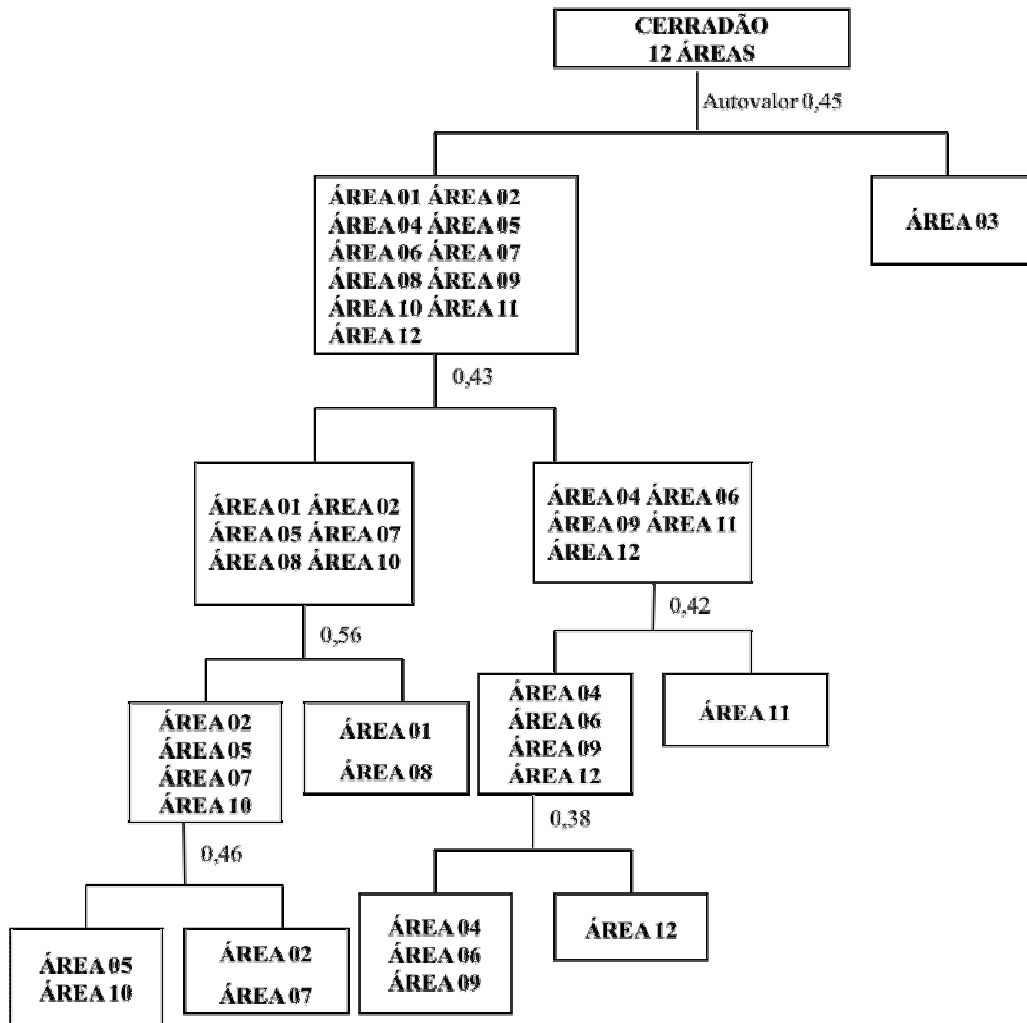 CERRADÃO
12 ÁREAS
Autovalor 0,45
ÁREA 01 ÁREA 02
ÁREA 04 ÁREA 05
ÁREA 06 ÁREA 07
ÁREA 08 ÁREA 09
ÁREA 10 ÁREA 11
ÁREA 12
ÁREA 03
0,43
ÁREA 01 ÁREA 02
ÁREA 05 ÁREA 07
ÁREA 08 ÁREA 10
ÁREA 04 ÁREA 06
ÁREA 09 ÁREA 11
ÁREA 12
0,56
0,42
ÁREA 02
ÁREA 05
ÁREA 07
ÁREA 10
ÁREA 01
ÁREA 08
ÁREA 04
ÁREA 06
ÁREA 09
ÁREA 12
ÁREA 11
0,46
0,38
ÁREA 05
ÁREA 10
ÁREA 02
ÁREA 07
ÁREA 04
ÁREA 06
ÁREA 09
ÁREA 12